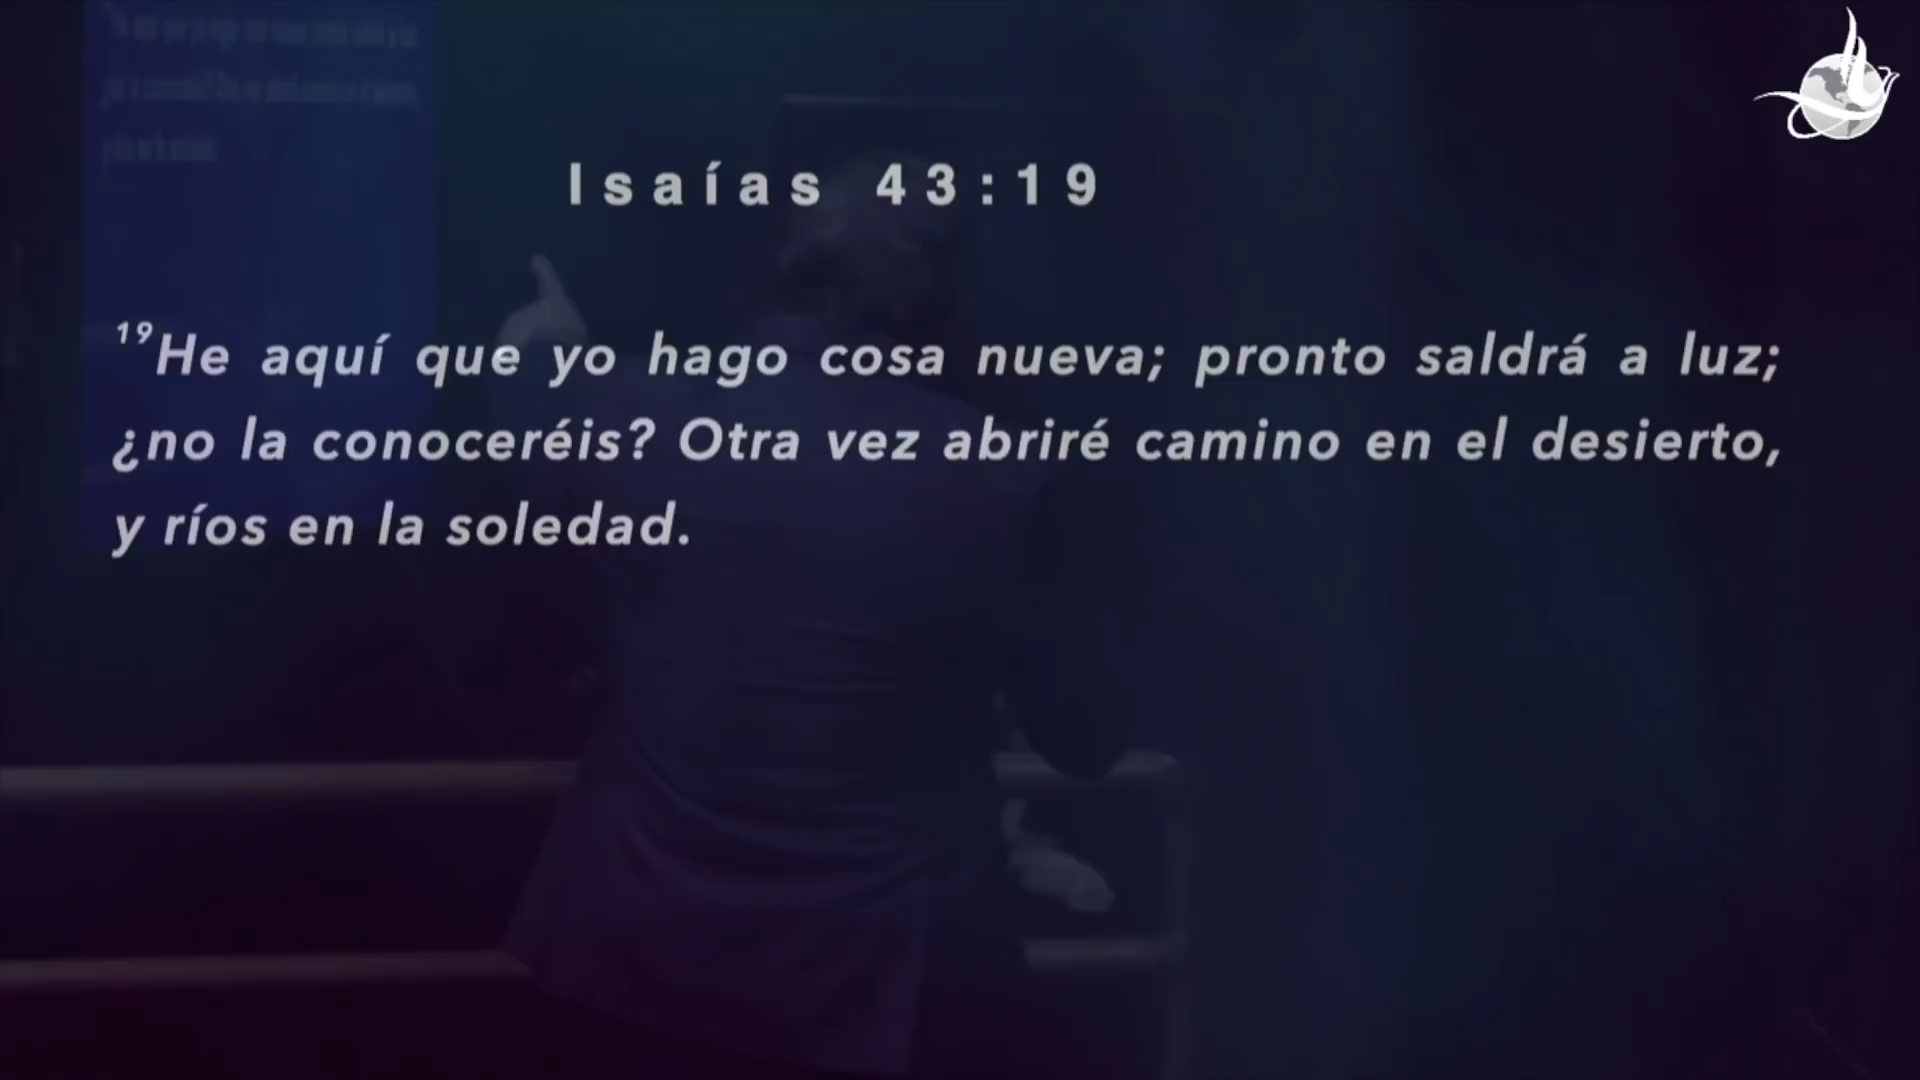 Isaías 43:19
¹⁹He aquí que yo hago cosa nueva; pronto saldrá a luz;
¿no la conoceréis? Otra vez abriré camino en el desierto,
y ríos en la soledad.